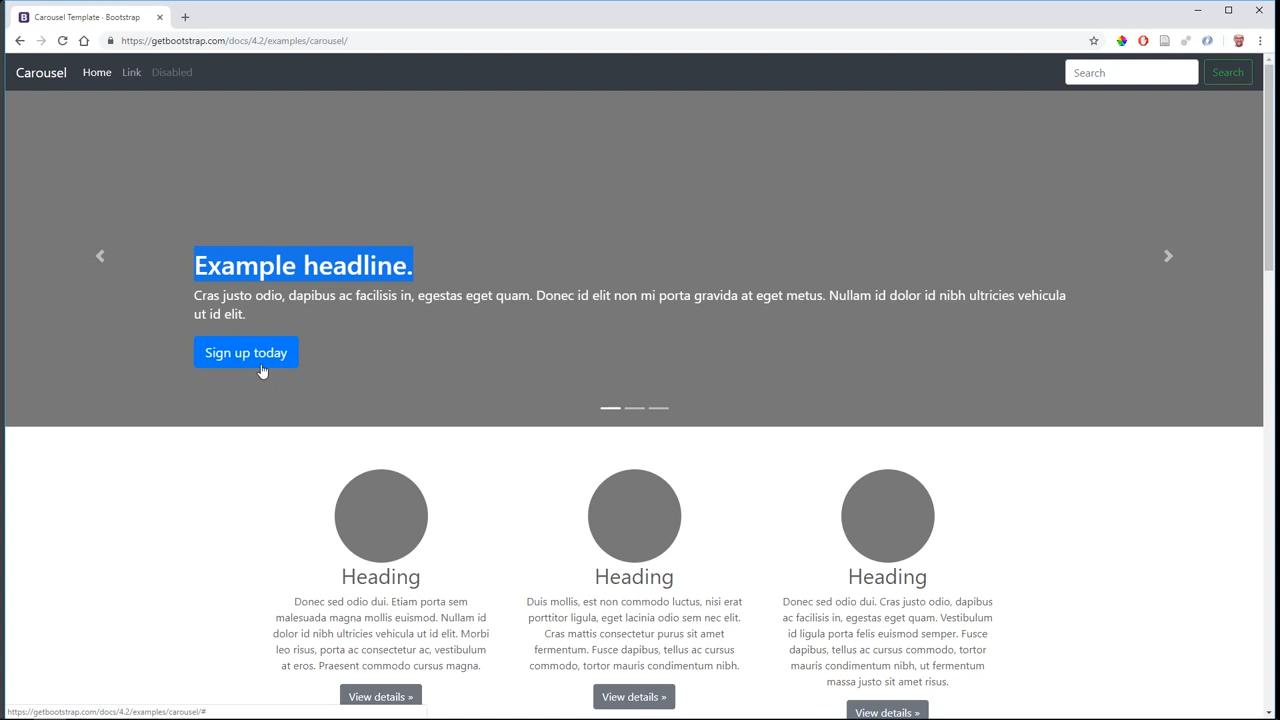 Carousel Template · Bootstrap
https://getbootstrap.com/docs/4.2/examples/carousel/
Carousel Home Link Disabled Search Search
Example headline.
Cras justo odio, dapibus ac facilisis in, egestas eget quam. Donec id elit non mi porta gravida at eget metus. Nullam id dolor id nibh ultricies vehicula
ut id elit.
Sign up today
Heading
Donec sed odio dui. Etiam porta sem
malesuada magna mollis euismod. Nullam id
dolor id nibh ultricies vehicula ut id elit. Morbi
leo risus, porta ac consectetur ac, vestibulum
at eros. Praesent commodo cursus magna.
View details »
Heading
Duis mollis, est non commodo luctus, nisi erat
porttitor ligula, eget lacinia odio sem nec elit.
Cras mattis consectetur purus sit amet
fermentum. Fusce dapibus, tellus ac cursus
commodo, tortor mauris condimentum nibh.
View details »
Heading
Donec sed odio dui. Cras justo odio, dapibus
ac facilisis in, egestas eget quam. Vestibulum
id ligula porta felis euismod semper. Fusce
dapibus, tellus ac cursus commodo, tortor
mauris condimentum nibh, ut fermentum
massa justo sit amet risus.
View details »
https://getbootstrap.com/docs/4.2/examples/carousel/#